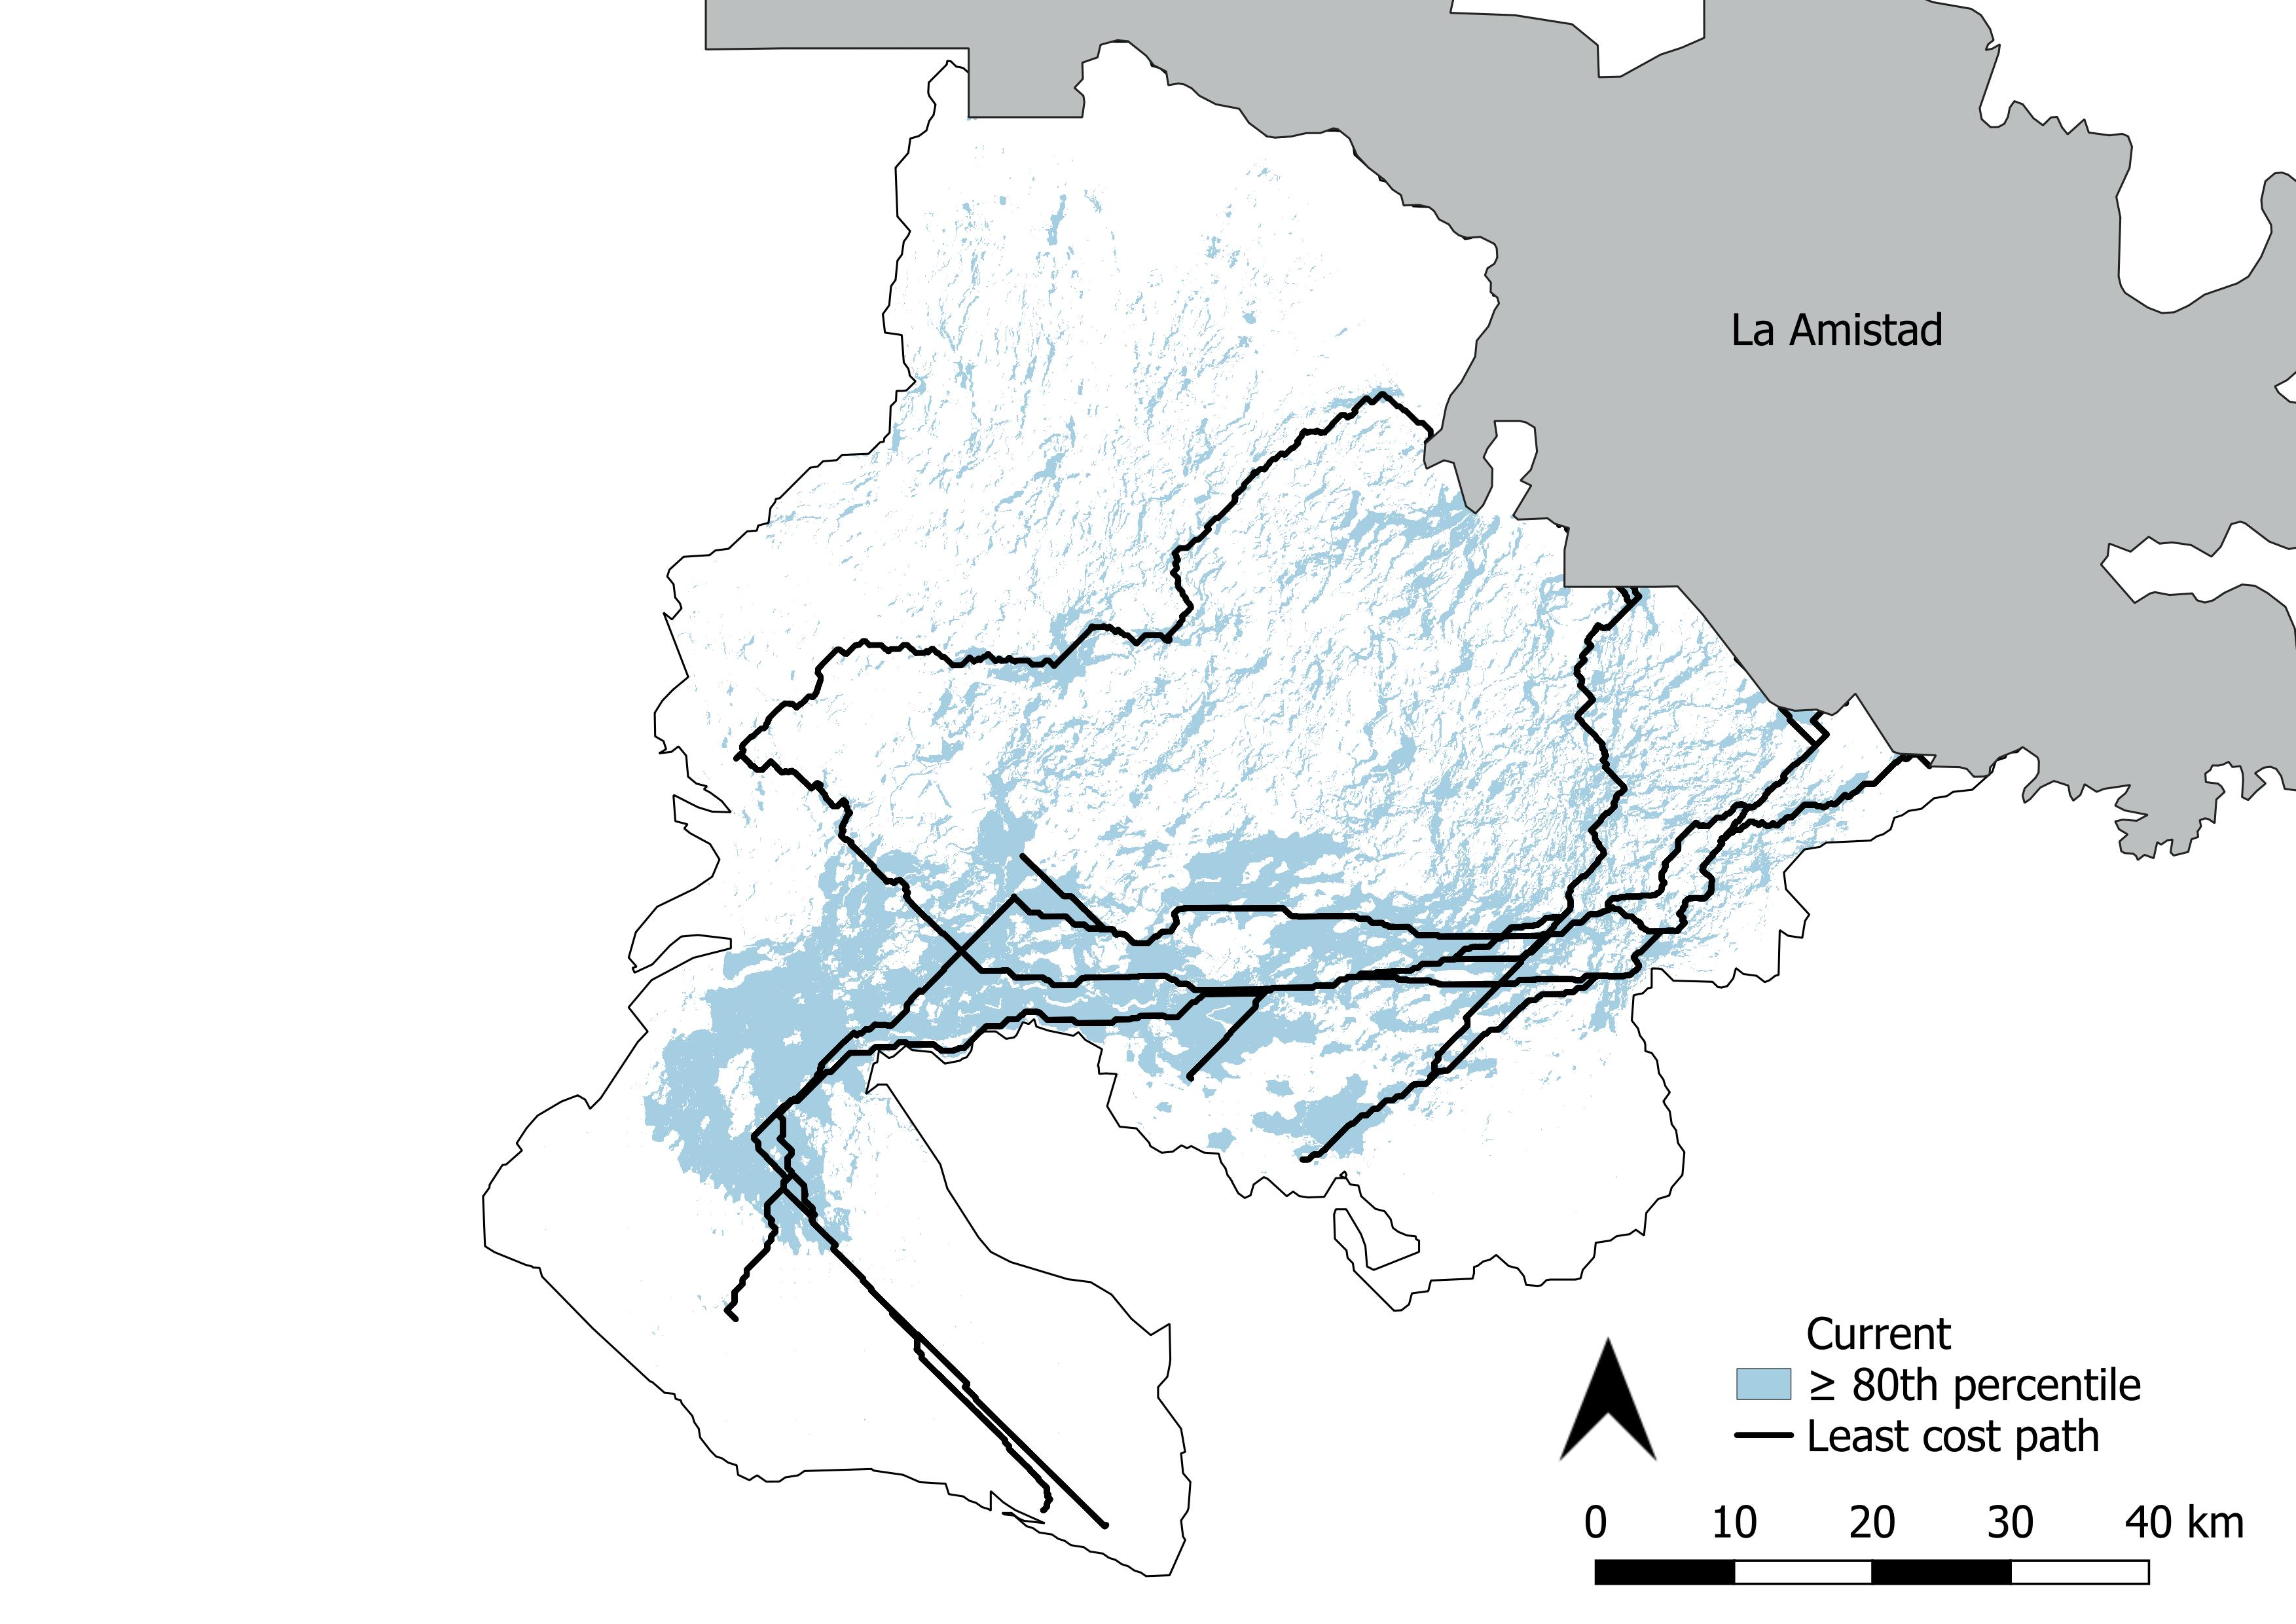 La Amistad
Current
≥ 80th percentile
Least cost path
0 10 20 30 40 km